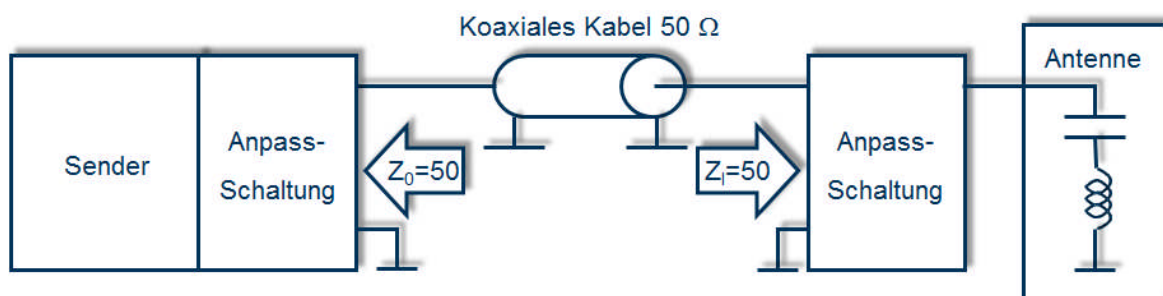 Koaxiales Kabel 50 Ω
Sender
Anpass-
Schaltung
Z₀=50
Zₗ=50
Anpass-
Schaltung
Antenne